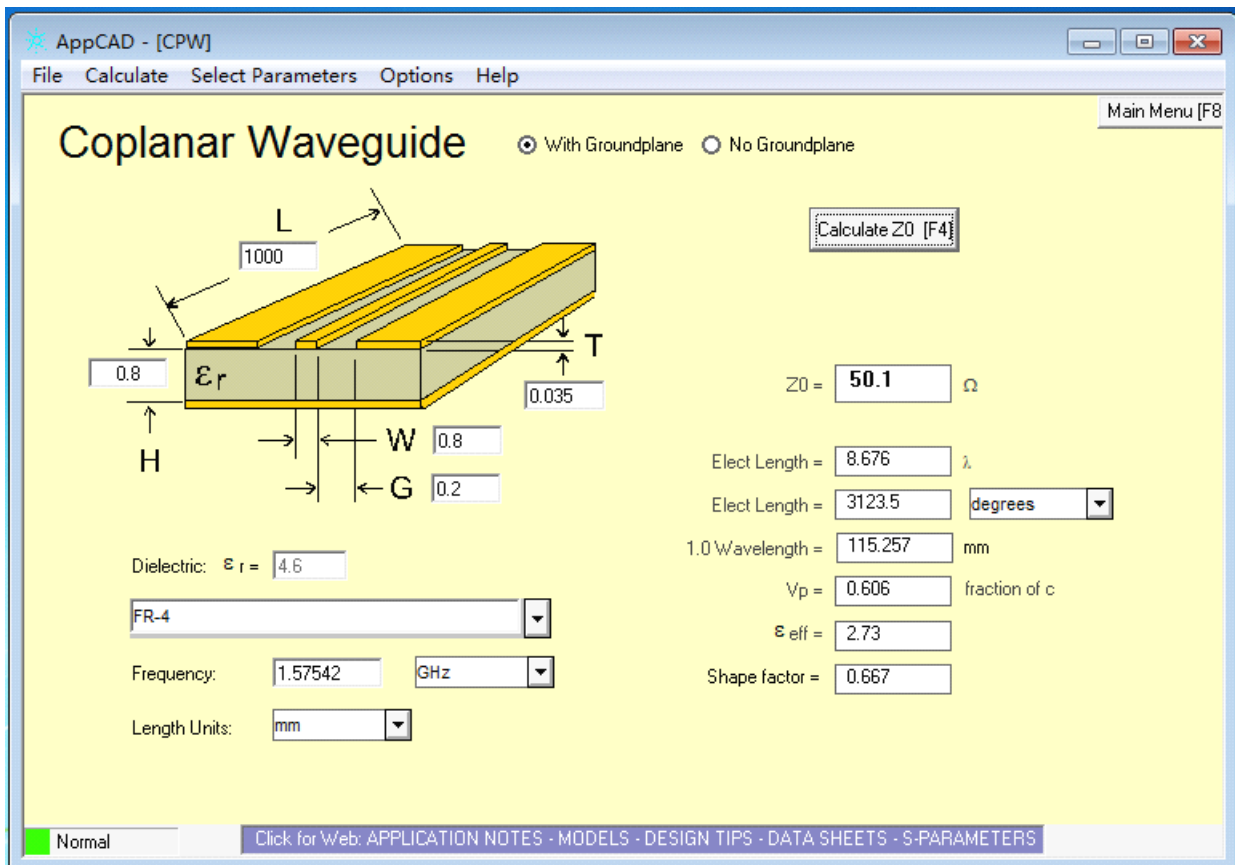 AppCAD - [CPW]
File Calculate Select Parameters Options Help
Main Menu [F8
Coplanar Waveguide With Groundplane No Groundplane
Calculate Z0 [F4]
L
1000
T
0.8
εr
0.035
H
W 0.8
G 0.2
Z0 = 50.1 Ω
Elect Length = 8.676 λ
Elect Length = 3123.5 degrees
1.0 Wavelength = 115.257 mm
Vp = 0.606 fraction of c
ε eff = 2.73
Shape factor = 0.667
Dielectric: ε r = 4.6
FR-4
Frequency: 1.57542 GHz
Length Units: mm
Normal
Click for Web: APPLICATION NOTES - MODELS - DESIGN TIPS - DATA SHEETS - S-PARAMETERS